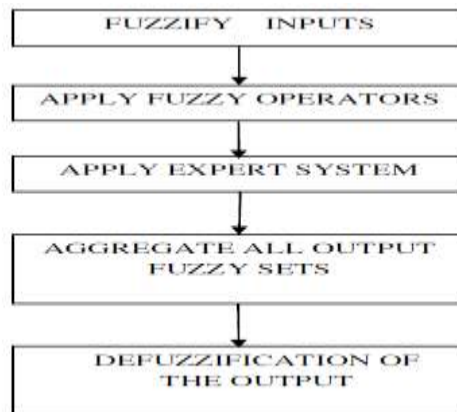 FUZZIFY INPUTS
APPLY FUZZY OPERATORS
APPLY EXPERT SYSTEM
AGGREGATE ALL OUTPUT
FUZZY SETS
DEFUZZIFICATION OF
THE OUTPUT